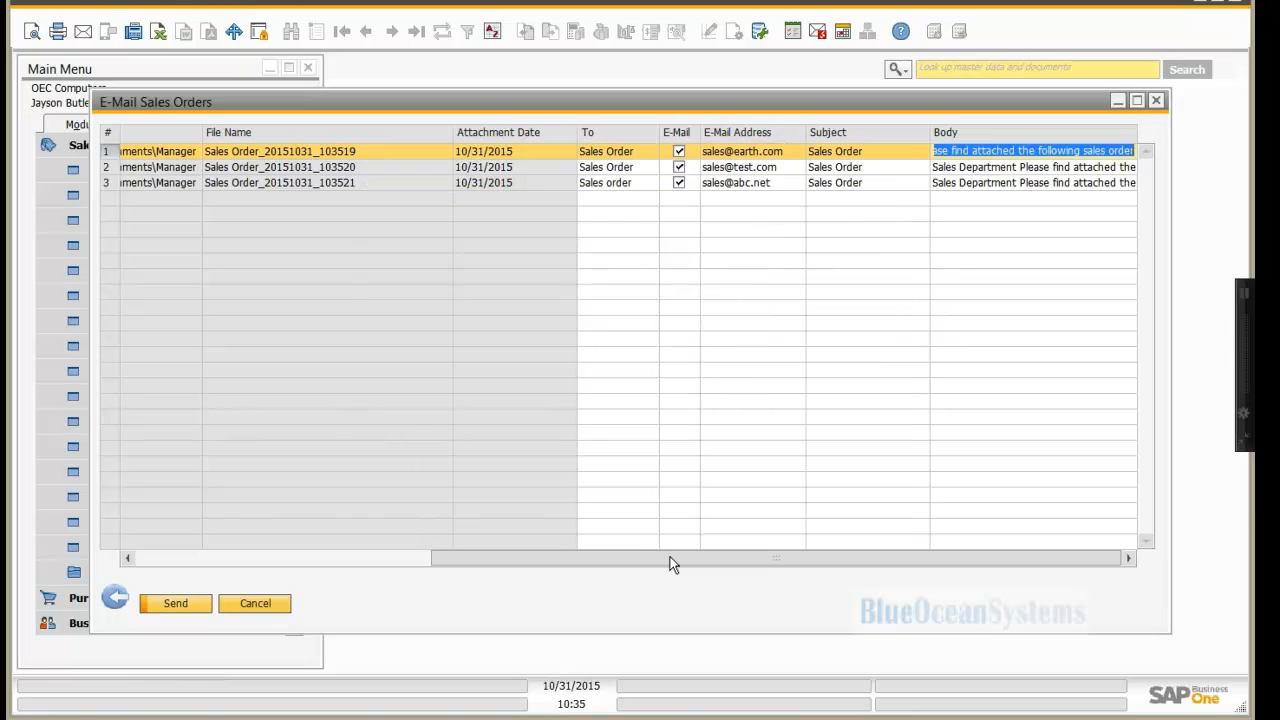 Main Menu
Look up master data and documents
Search
OEC Compu
Jayson Butle
Modu
E-Mail Sales Orders
# File Name Attachment Date To E-Mail E-Mail Address Subject Body
1 ments\Manager Sales Order_20151031_103519 10/31/2015 Sales Order sales@earth.com Sales Order ase find attached the following sales order
2 ments\Manager Sales Order_20151031_103520 10/31/2015 Sales Order sales@test.com Sales Order Sales Department Please find attached the
3 ments\Manager Sales Order_20151031_103521 10/31/2015 Sales order sales@abc.net Sales Order Sales Department Please find attached the
Sal
Pur
Bus
Send
Cancel
BlueOceanSystems
10/31/2015
10:35
SAP Business One